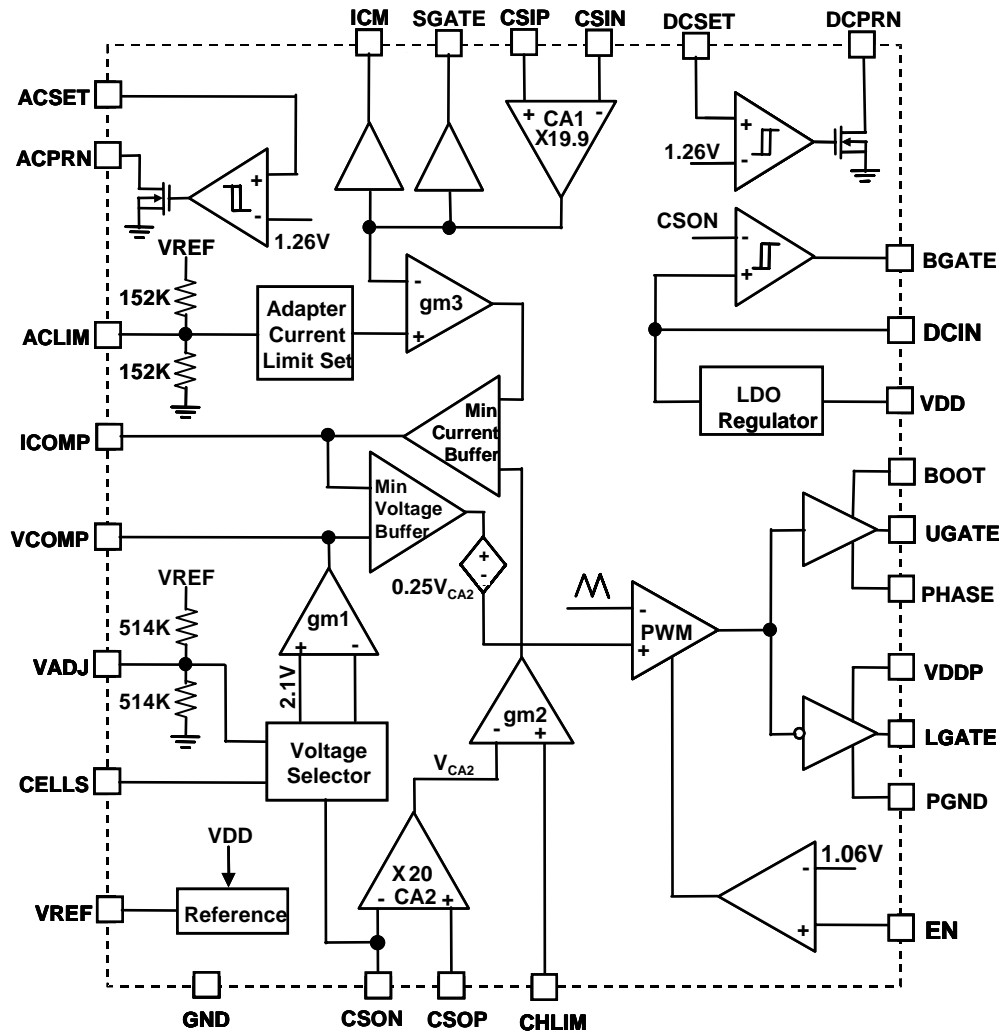 ICM
SGATE
CSIP
CSIN
DCSET
DCPRN
ACSET
ACPRN
+
-
1.26V
+
-
CA1
X19.9
+
-
1.26V
CSON
-
+
BGATE
DCIN
VREF
152K
152K
ACLIM
Adapter
Current
Limit Set
-
gm3
+
LDO
Regulator
VDD
ICOMP
Min
Current
Buffer
Min
Voltage
Buffer
VCOMP
+
-
0.25VCA2
BOOT
UGATE
PHASE
VREF
514K
514K
VADJ
gm1
+
-
2.1V
-
PWM
+
VDDP
LGATE
PGND
CELLS
Voltage
Selector
gm2
-
+
VCA2
X20
CA2
-
+
VDD
VREF
Reference
1.06V
-
+
EN
GND
CSON
CSOP
CHLIM